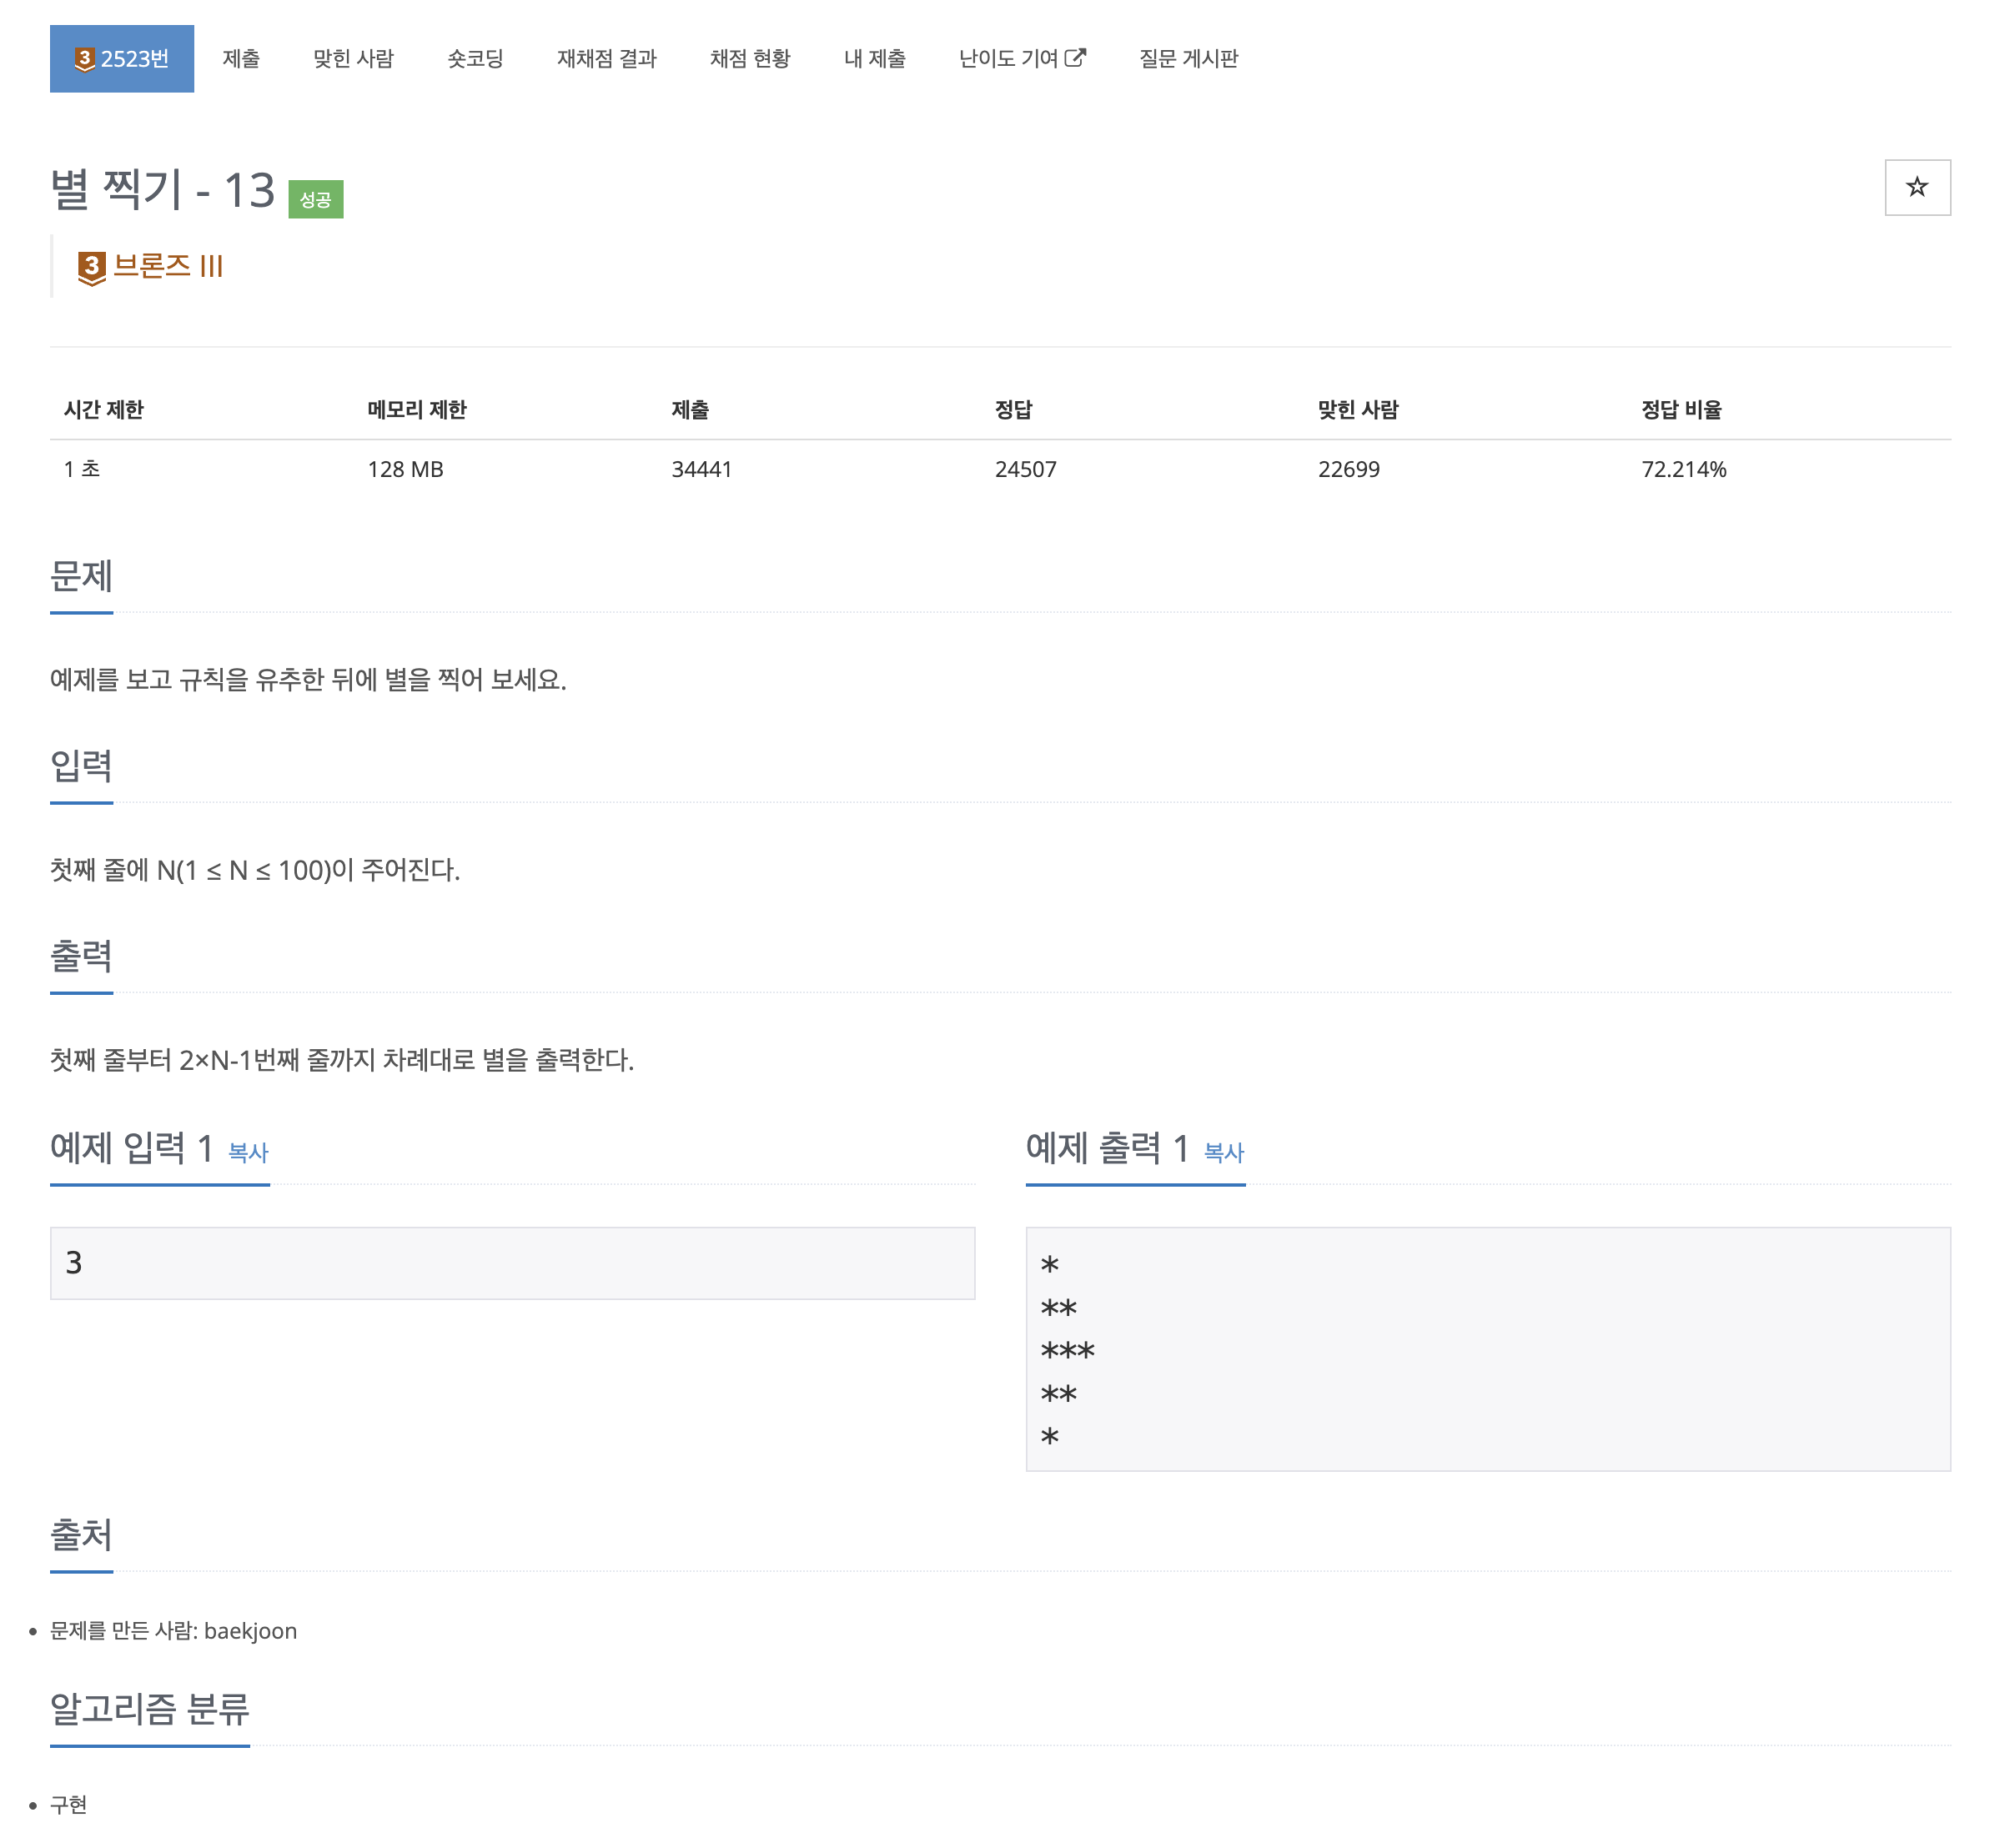 3 2523번 제출 맞힌 사람 숏코딩 재채점 결과 채점 현황 내 제출 난이도 기여 질문 게시판
별 찍기 - 13 성공 ☆
3 브론즈 III
시간 제한 메모리 제한 제출 정답 맞힌 사람 정답 비율
1 초 128 MB 34441 24507 22699 72.214%
문제
예제를 보고 규칙을 유추한 뒤에 별을 찍어 보세요.
입력
첫째 줄에 N(1 ≤ N ≤ 100)이 주어진다.
출력
첫째 줄부터 2×N-1번째 줄까지 차례대로 별을 출력한다.
예제 입력 1 복사
3
예제 출력 1 복사
*
**
***
**
*
출처
• 문제를 만든 사람: baekjoon
알고리즘 분류
• 구현